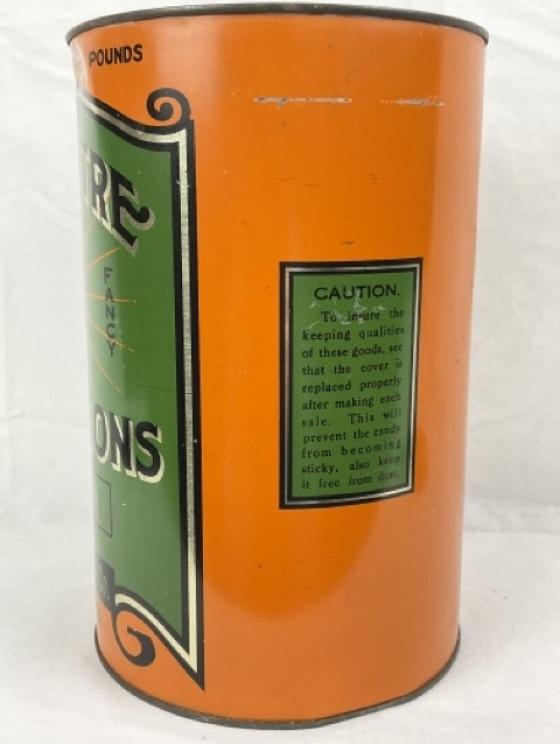 POUNDS
TRE
FANCY
ONS
CAUTION.
To insure the
keeping qualities
of these goods, see
that the cover is
replaced properly
after making each
sale. This will
prevent the candy
from becoming
sticky, also keep
it free from dust.